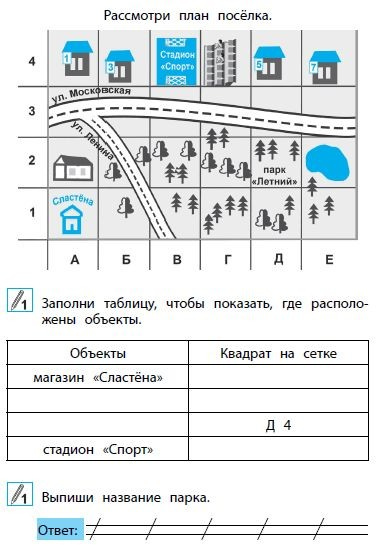 Рассмотри план посёлка.
4
1
3
Стадион
«Спорт»
5
7
ул. Московская
3
ул. Ленина
2
парк
«Летний»
Сластёна
1
А Б В Г Д Е
1 Заполни таблицу, чтобы показать, где располо-
жены объекты.
Объекты Квадрат на сетке
магазин «Сластёна»
Д 4
стадион «Спорт»
1 Выпиши название парка.
Ответ: